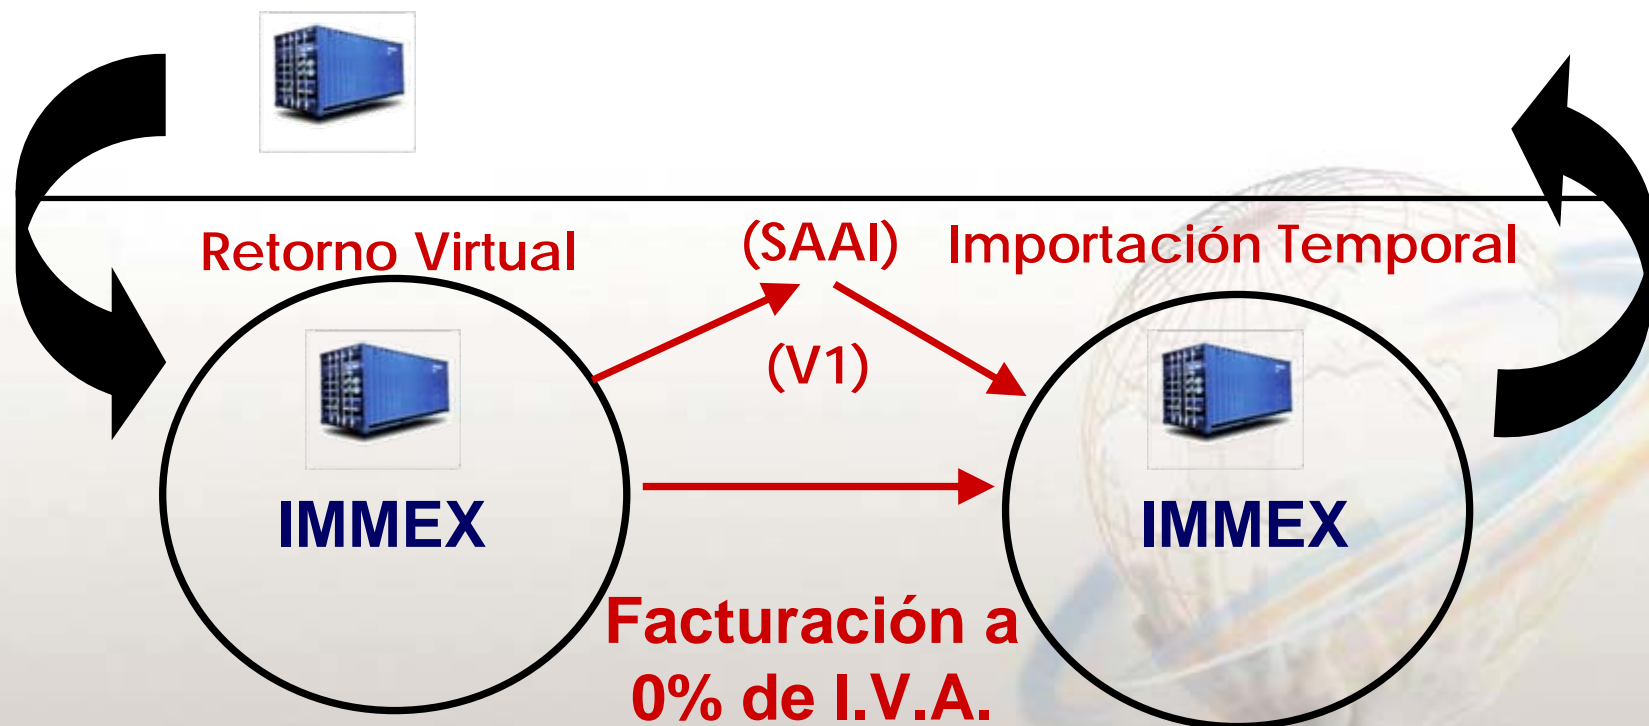 Retorno Virtual
(SAAI)
Importación Temporal
(V1)
IMMEX
IMMEX
Facturación a
0% de I.V.A.